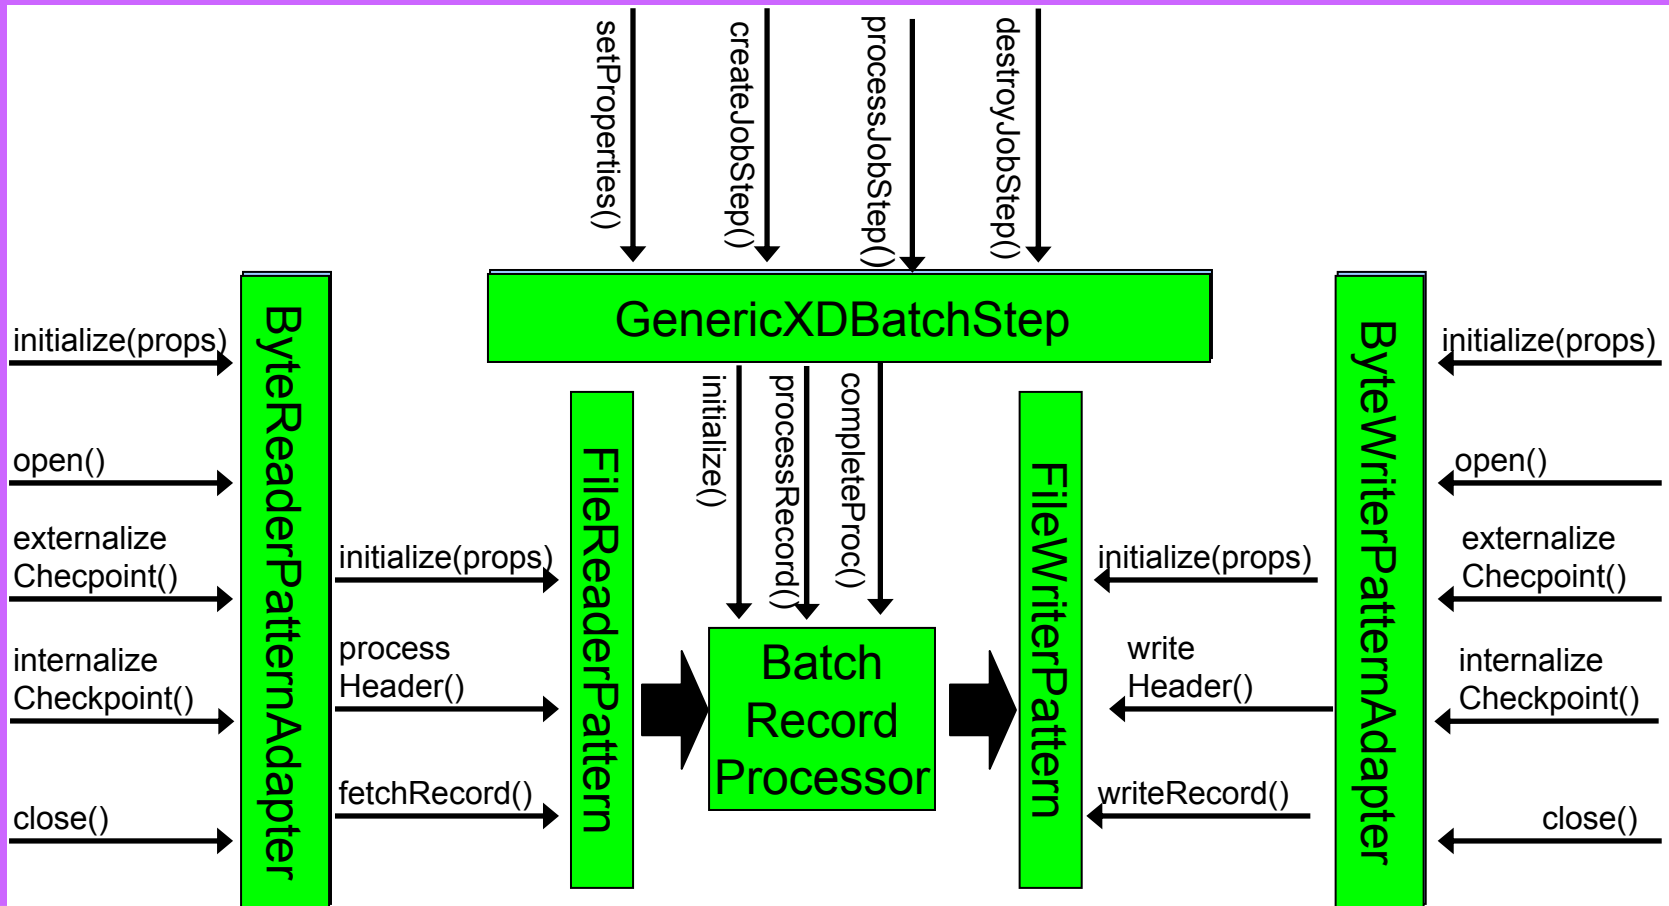 setProperties()
createJobStep()
processJobStep()
destroyJobStep()
GenericXDBatchStep
initialize(props)
open()
externalize
Checpoint()
internalize
Checkpoint()
close()
ByteReaderPatternAdapter
initialize(props)
process
Header()
fetchRecord()
FileReaderPattern
initialize()
processRecord()
completeProc()
Batch
Record
Processor
FileWriterPattern
initialize(props)
write
Header()
writeRecord()
ByteWriterPatternAdapter
initialize(props)
open()
externalize
Checpoint()
internalize
Checkpoint()
close()